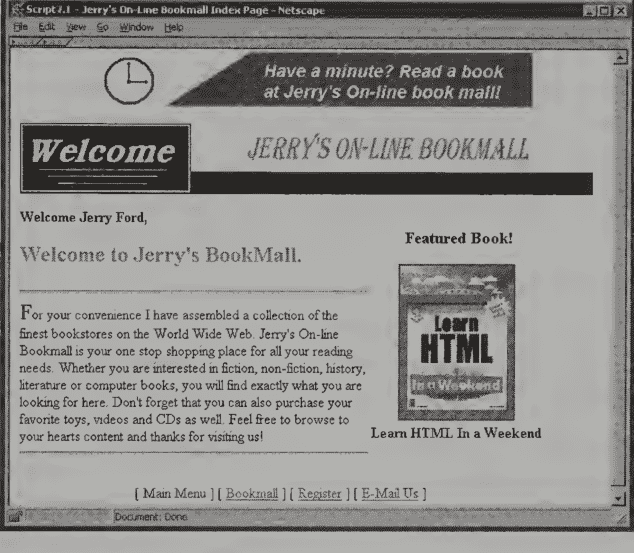 Script 7.1 - Jerry's On-Line Bookmall Index Page - Netscape
File Edit View Go Window Help
Have a minute? Read a book
at Jerry's On-line book mall!
Welcome
JERRY'S ON-LINE BOOKMALL
Welcome Jerry Ford,
Welcome to Jerry's BookMall.
For your convenience I have assembled a collection of the
finest bookstores on the World Wide Web. Jerry's On-line
Bookmall is your one stop shopping place for all your reading
needs. Whether you are interested in fiction, non-fiction, history,
literature or computer books, you will find exactly what you are
looking for here. Don't forget that you can also purchase your
favorite toys, videos and CDs as well. Feel free to browse to
your hearts content and thanks for visiting us!
Featured Book!
Learn
HTML
In a Weekend
Learn HTML In a Weekend
[ Main Menu ] [ Bookmall ] [ Register ] [ E-Mail Us ]
Document: Done